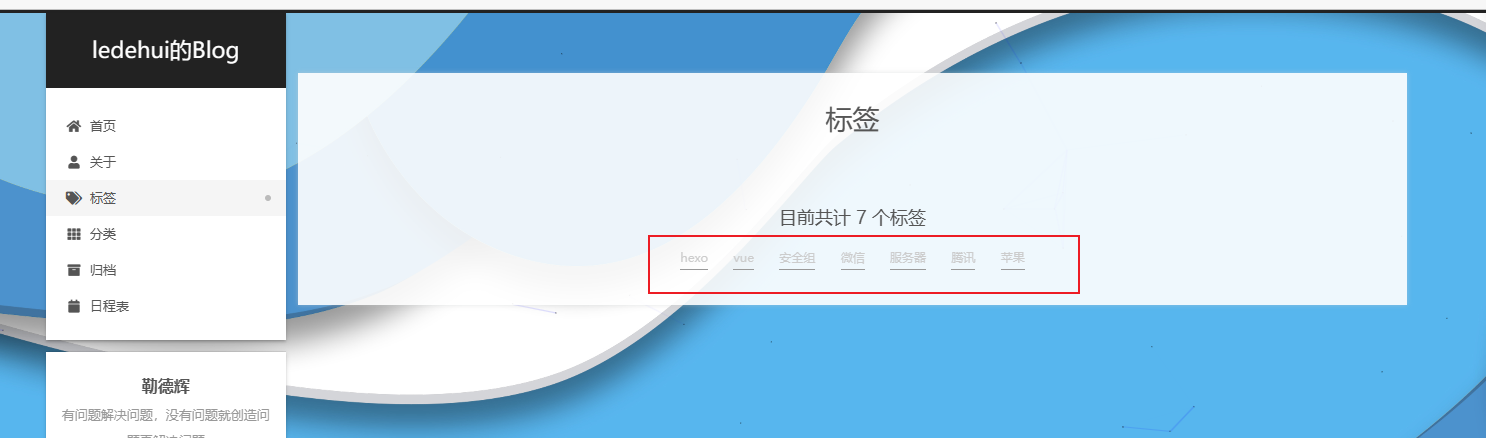 ledehui的Blog
首页
关于
标签
分类
归档
日程表
勒德辉
有问题解决问题，没有问题就创造问
标签
目前共计 7 个标签
hexo vue 安全组 微信 服务器 腾讯 苹果